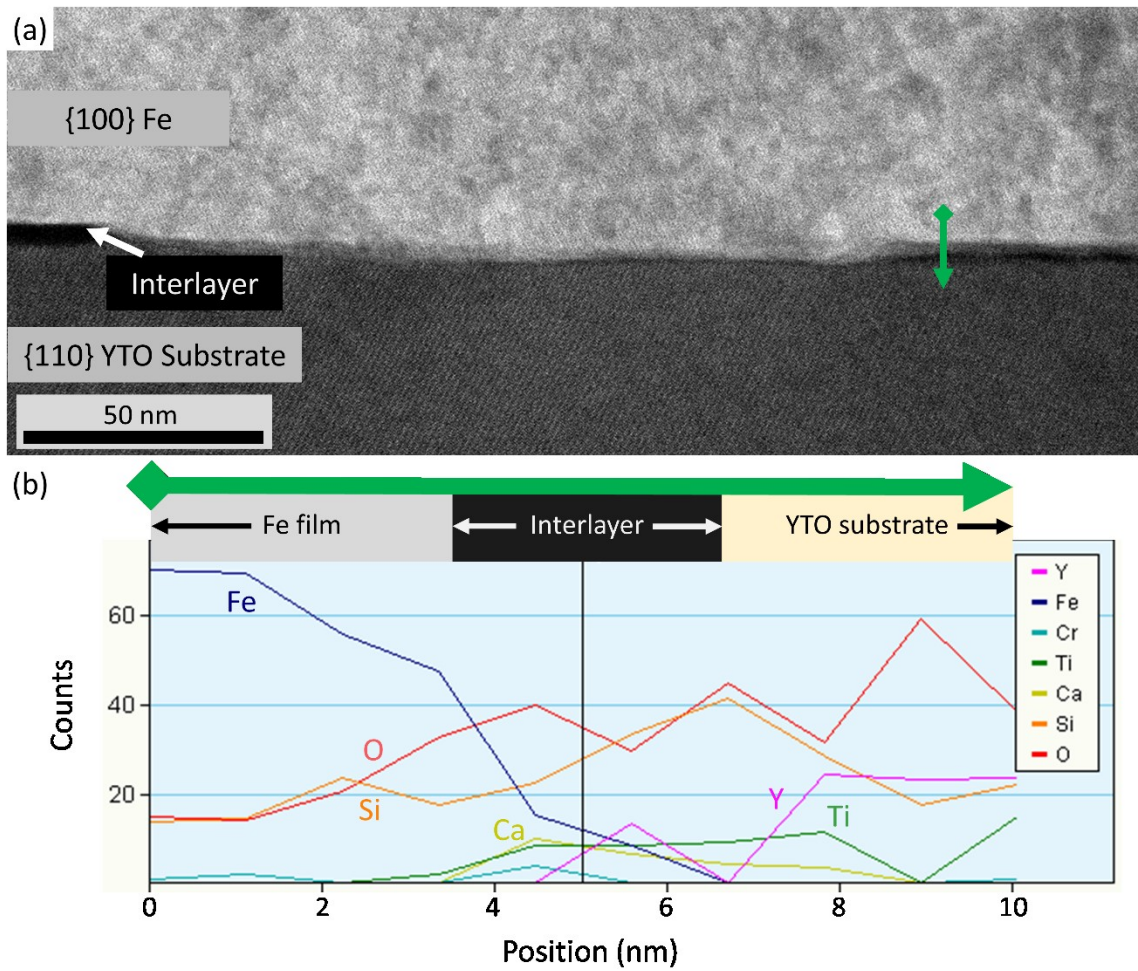 (a)
{100} Fe
Interlayer
{110} YTO Substrate
50 nm
(b)
Fe film
Interlayer
YTO substrate
Fe
O
Si
Ca
Y
Ti
Y
Fe
Cr
Ti
Ca
Si
O
60
40
20
Counts
0 2 4 6 8 10
Position (nm)